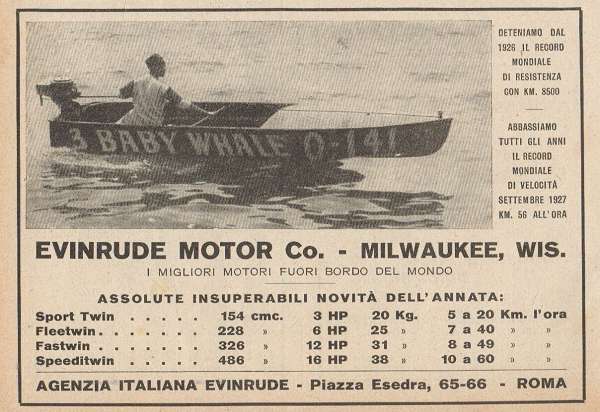 3 BABY WHALE O-141
DETENIAMO DAL
1926 IL RECORD
MONDIALE
DI RESISTENZA
CON KM. 8500
ABBASSIAMO
TUTTI GLI ANNI
IL RECORD
MONDIALE
DI VELOCITÀ
SETTEMBRE 1927
KM. 56 ALL'ORA
EVINRUDE MOTOR Co. - MILWAUKEE, WIS.
I MIGLIORI MOTORI FUORI BORDO DEL MONDO
ASSOLUTE INSUPERABILI NOVITÀ DELL'ANNATA:
Sport Twin . . . . . 154 cmc. 3 HP 20 Kg. 5 a 20 Km. l'ora
Fleetwin . . . . . . 228 » 6 HP 25 » 7 a 40 » »
Fastwin . . . . . . 326 » 12 HP 31 » 8 a 49 » »
Speeditwin . . . . . 486 » 16 HP 38 » 10 a 60 » »
AGENZIA ITALIANA EVINRUDE - Piazza Esedra, 65-66 - ROMA